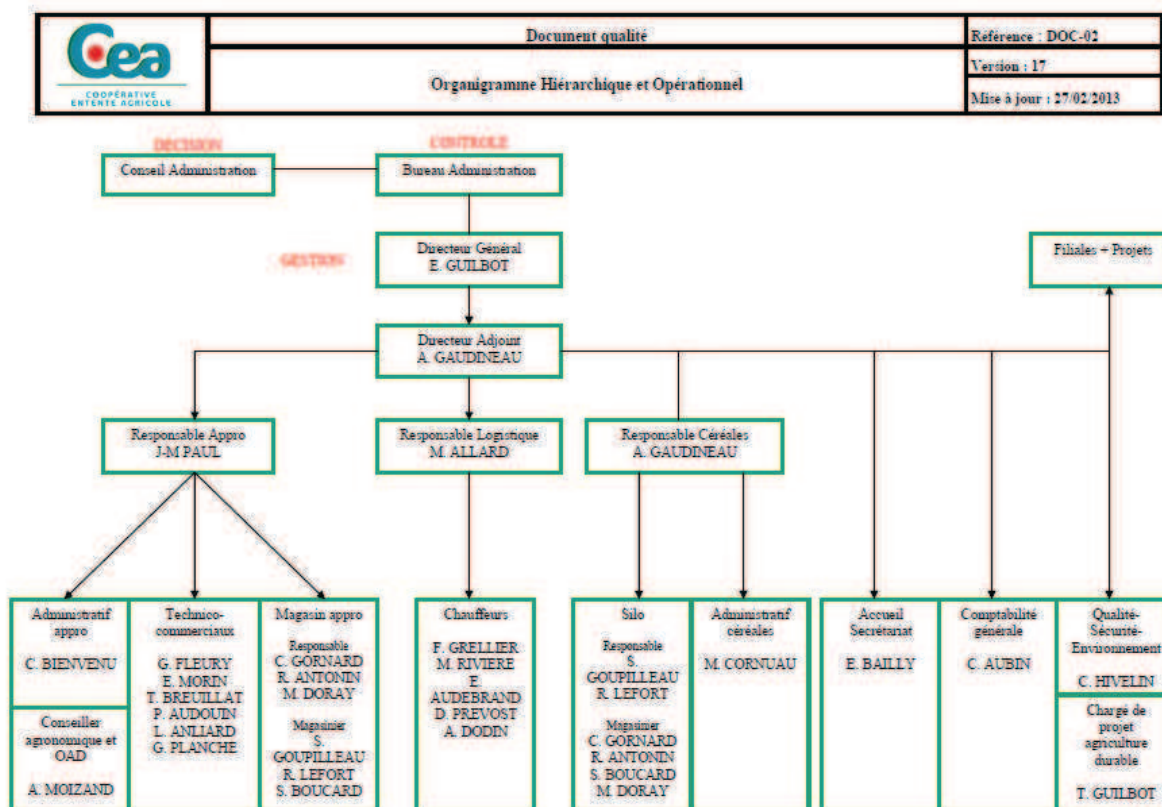 Cea
COOPÉRATIVE
ENTENTE AGRICOLE
Document qualité
Organigramme Hiérarchique et Opérationnel
Référence : DOC-02
Version : 17
Mise à jour : 27/02/2013
DECISION
CONTROLE
Conseil Administration
Bureau Administration
GESTION
Directeur Général
E. GUILBOT
Filiales + Projets
Directeur Adjoint
A. GAUDINEAU
Responsable Appro
J-M PAUL
Responsable Logistique
M. ALLARD
Responsable Céréales
A. GAUDINEAU
Administratif
appro
C. BIENVENU
Conseiller
agronomique et
OAD
A. MOIZAND
Technico-
commerciaux
G. FLEURY
E. MORIN
T. BREUILLAT
P. AUDOUIN
L. ANLIARD
G. PLANCHE
Magasin appro
Responsable
C. GORNARD
R. ANTONIN
M. DORAY
Magasinier
S.
GOUPILLEAU
R. LEFORT
S. BOUCARD
Chauffeurs
F. GRELLIER
M. RIVIERE
E.
AUDEBRAND
D. PREVOST
A. DODIN
Silo
Responsable
S.
GOUPILLEAU
R. LEFORT
Magasinier
C. GORNARD
R. ANTONIN
S. BOUCARD
M. DORAY
Administratif
céréales
M. CORNUAU
Accueil
Secrétariat
E. BAILLY
Comptabilité
générale
C. AUBIN
Qualité-
Sécurité-
Environnement
C. HIVELIN
Chargé de
projet
agriculture
durable
T. GUILBOT